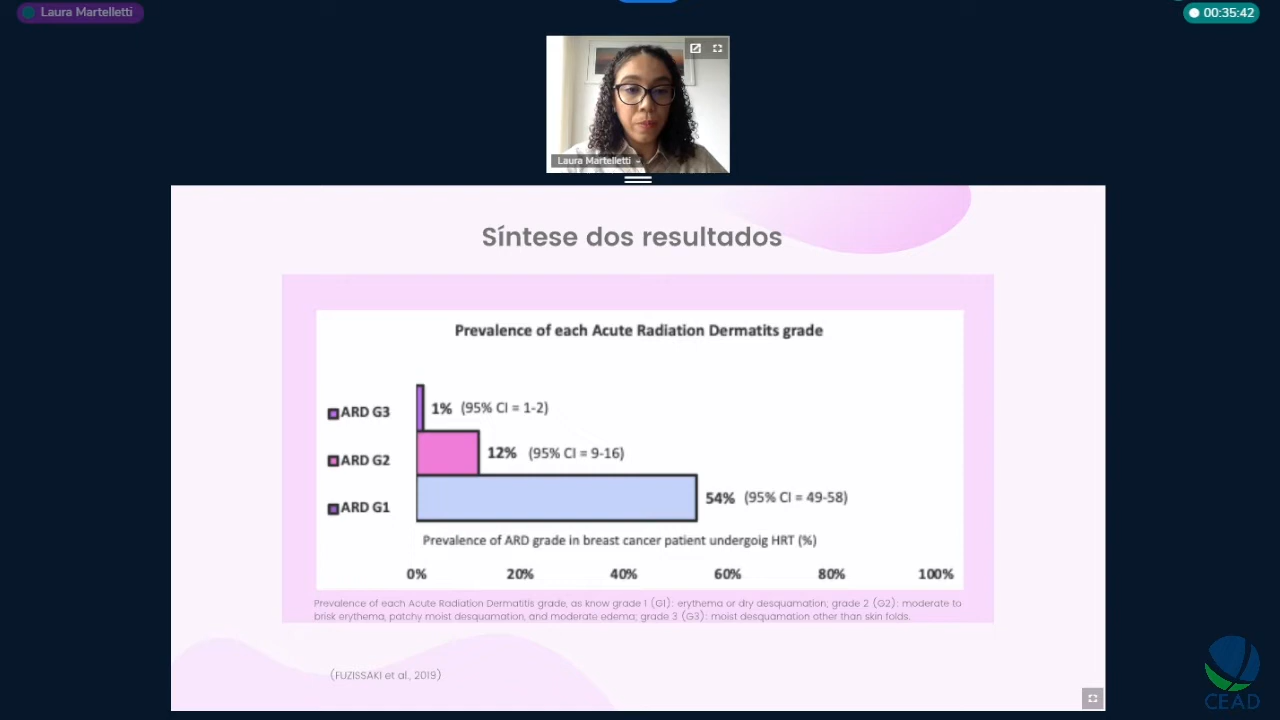 Laura Martelletti
00:35:42
Laura Martelletti
Síntese dos resultados
Prevalence of each Acute Radiation Dermatits grade
ARD G3 1% (95% CI = 1-2)
ARD G2 12% (95% CI = 9-16)
ARD G1 54% (95% CI = 49-58)
Prevalence of ARD grade in breast cancer patient undergoig HRT (%)
0% 20% 40% 60% 80% 100%
Prevalence of each Acute Radiation Dermatitis grade, as know grade 1 (G1): erythema or dry desquamation; grade 2 (G2): moderate to
brisk erythema, patchy moist desquamation, and moderate edema; grade 3 (G3): moist desquamation other than skin folds.
(FUZISSAKI et al., 2019)
CEAD